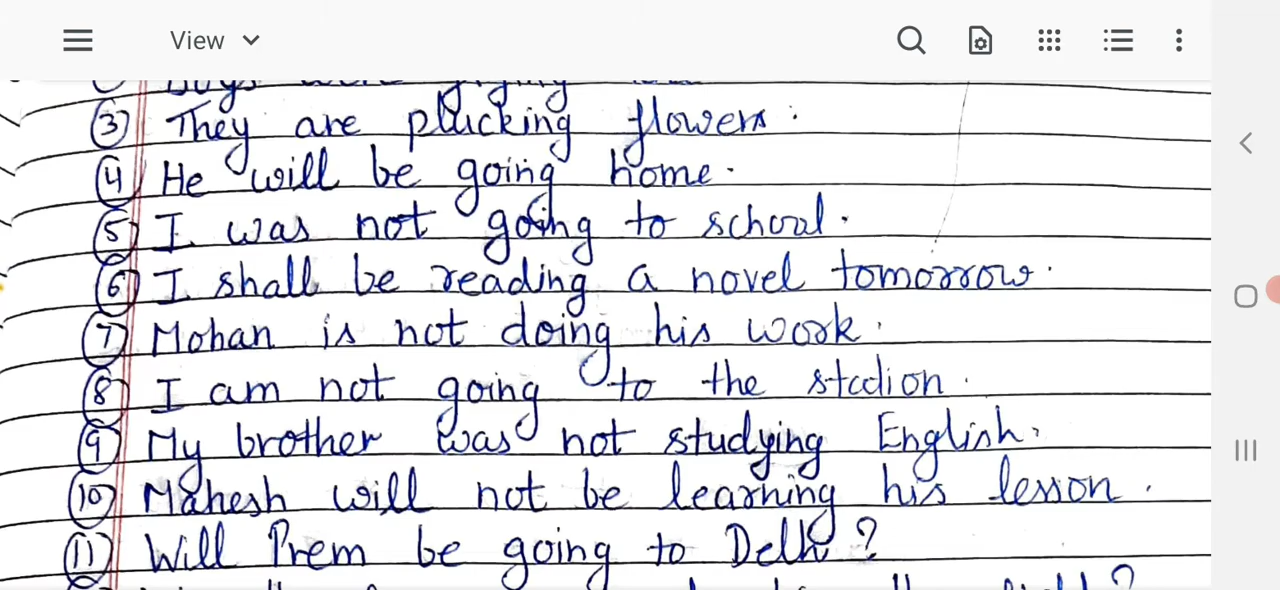 View
③ They are plucking flowers.
④ He will be going home.
⑤ I was not going to school.
⑥ I shall be reading a novel tomorrow.
⑦ Mohan is not doing his work.
⑧ I am not going to the stadion.
⑨ My brother was not studying English.
⑩ Mahesh will not be learning his lesson.
⑪ Will Prem be going to Delhi?